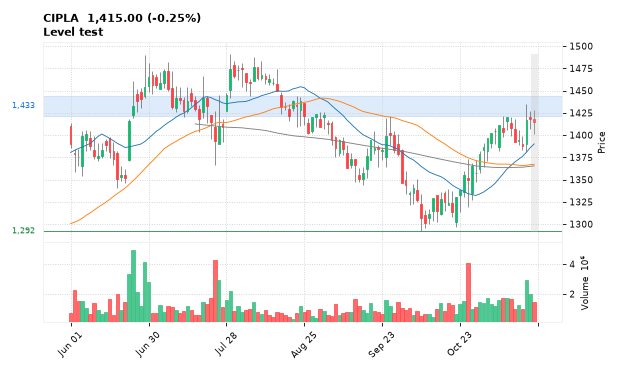 CIPLA 1,415.00 (-0.25%)
Level test
1500
1475
1450
1,433
1425
1400
1375
1350
1325
1300
1,292
Price
4
2
Volume 10⁶
Jun 01
Jun 30
Jul 28
Aug 25
Sep 23
Oct 23